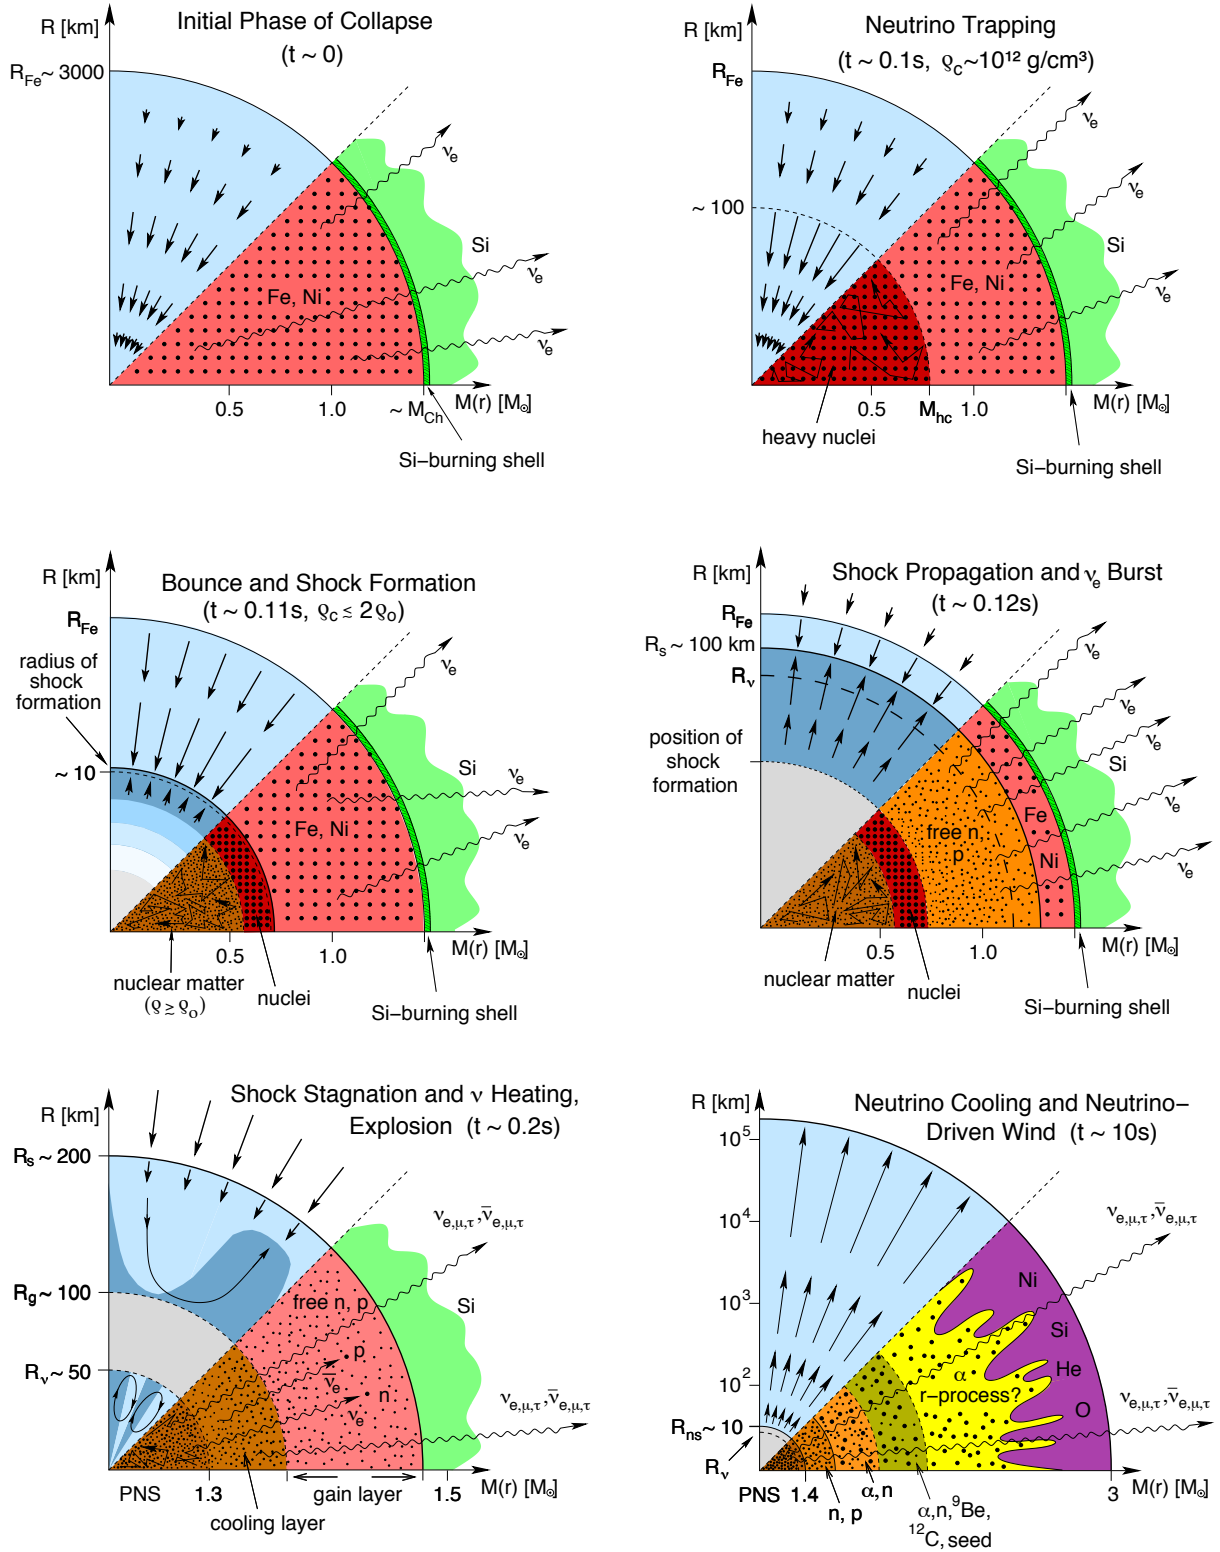 Initial Phase of Collapse
(t ~ 0)
R [km]
R_Fe ~ 3000
ν_e
Si
ν_e
ν_e
Fe, Ni
0.5
1.0
~ M_Ch
M(r) [M_⊙]
Si−burning shell
Neutrino Trapping
(t ~ 0.1s, ϱ_c~10¹² g/cm³)
R [km]
R_Fe
~ 100
ν_e
ν_e
Si
ν_e
Fe, Ni
0.5
M_hc
1.0
M(r) [M_⊙]
heavy nuclei
Si−burning shell
Bounce and Shock Formation
(t ~ 0.11s, ϱ_c ≲ 2ϱ_o)
R [km]
R_Fe
radius of
shock
formation
~ 10
ν_e
Si
ν_e
ν_e
Fe, Ni
0.5
1.0
M(r) [M_⊙]
nuclear matter
(ϱ ≳ ϱ_o)
nuclei
Si−burning shell
Shock Propagation and ν_e Burst
(t ~ 0.12s)
R [km]
R_Fe
R_s ~ 100 km
R_ν
position of
shock
formation
ν_e
ν_e
Si
ν_e
ν_e
Fe
free n,
p
Ni
0.5
1.0
M(r) [M_⊙]
nuclear matter
nuclei
Si−burning shell
Shock Stagnation and ν Heating,
Explosion (t ~ 0.2s)
R [km]
R_s ~ 200
R_g ~ 100
R_ν ~ 50
ν_e,μ,τ , ν̄_e,μ,τ
Si
free n, p
p
ν̄_e
n
ν_e
ν_e,μ,τ , ν̄_e,μ,τ
PNS
1.3
gain layer
1.5
M(r) [M_⊙]
cooling layer
Neutrino Cooling and Neutrino−
Driven Wind (t ~ 10s)
R [km]
10⁵
10⁴
10³
10²
R_ns ~ 10
R_ν
ν_e,μ,τ , ν̄_e,μ,τ
Ni
Si
He
O
α
r−process?
ν_e,μ,τ , ν̄_e,μ,τ
PNS
1.4
α,n
3
M(r) [M_⊙]
n, p
α,n,⁹Be,
¹²C, seed